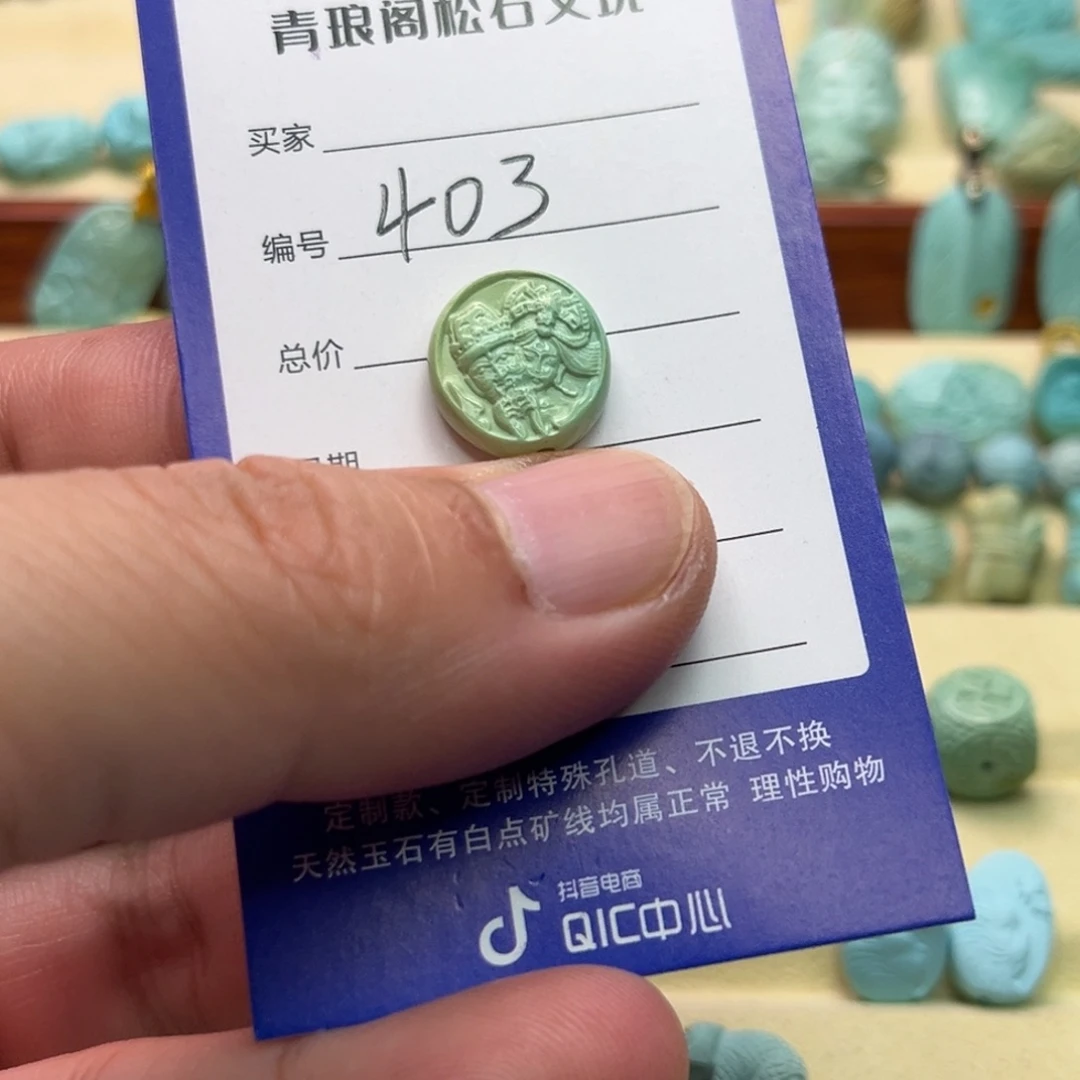 青琅阁松石文玩
买家
编号 403
总价
日期
定制款、定制特殊孔道、不退不换
天然玉石有白点矿线均属正常 理性购物
抖音电商
QIC中心